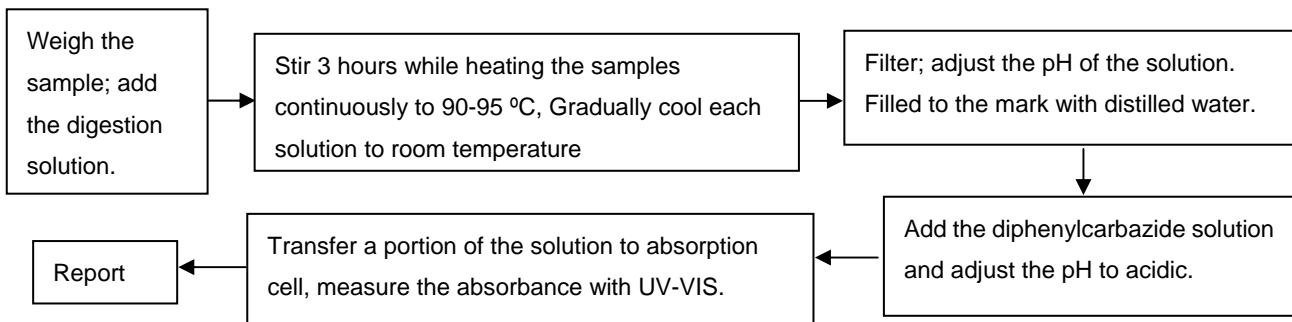 Weigh the
sample; add
the digestion
solution.
Stir 3 hours while heating the samples
continuously to 90-95 ºC, Gradually cool each
solution to room temperature
Filter; adjust the pH of the solution.
Filled to the mark with distilled water.
Add the diphenylcarbazide solution
and adjust the pH to acidic.
Transfer a portion of the solution to absorption
cell, measure the absorbance with UV-VIS.
Report